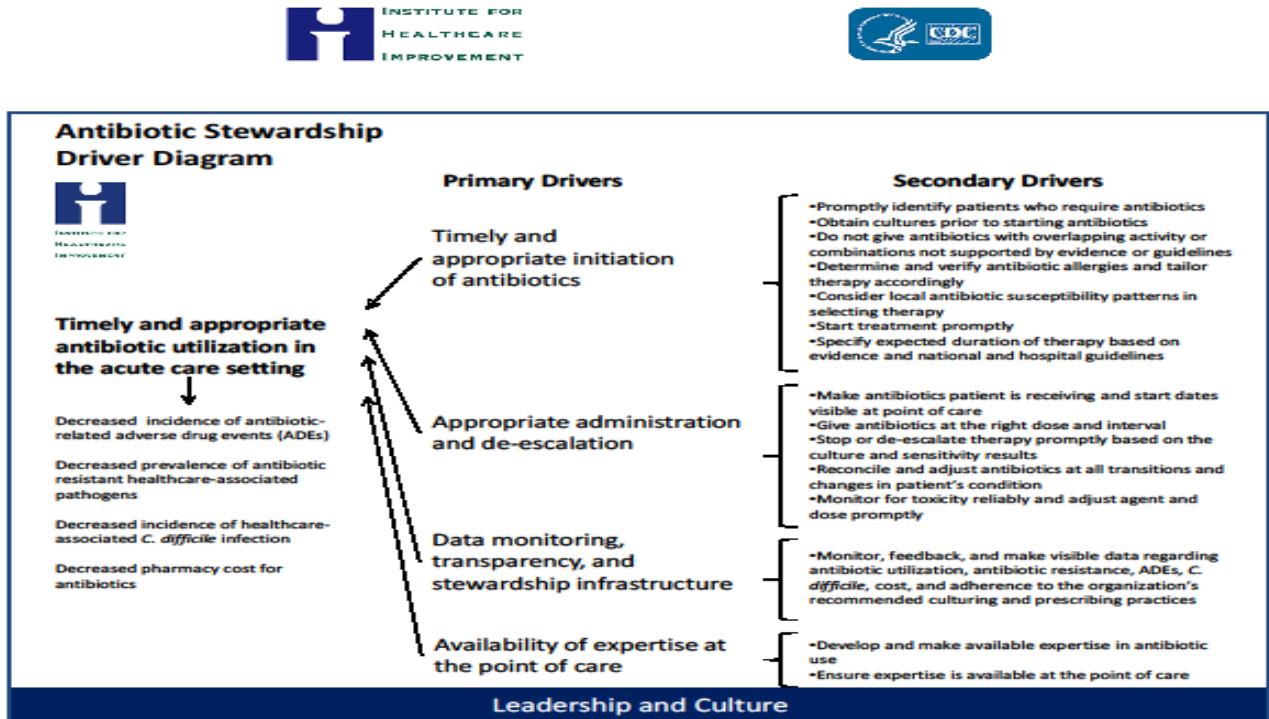 INSTITUTE FOR
HEALTHCARE
IMPROVEMENT
CDC
Antibiotic Stewardship
Driver Diagram
INSTITUTE FOR
HEALTHCARE
IMPROVEMENT
Timely and appropriate
antibiotic utilization in
the acute care setting
Decreased incidence of antibiotic-
related adverse drug events (ADEs)
Decreased prevalence of antibiotic
resistant healthcare-associated
pathogens
Decreased incidence of healthcare-
associated C. difficile infection
Decreased pharmacy cost for
antibiotics
Primary Drivers
Timely and
appropriate initiation
of antibiotics
Appropriate administration
and de-escalation
Data monitoring,
transparency, and
stewardship infrastructure
Availability of expertise at
the point of care
Secondary Drivers
•Promptly identify patients who require antibiotics
•Obtain cultures prior to starting antibiotics
•Do not give antibiotics with overlapping activity or
combinations not supported by evidence or guidelines
•Determine and verify antibiotic allergies and tailor
therapy accordingly
•Consider local antibiotic susceptibility patterns in
selecting therapy
•Start treatment promptly
•Specify expected duration of therapy based on
evidence and national and hospital guidelines
•Make antibiotics patient is receiving and start dates
visible at point of care
•Give antibiotics at the right dose and interval
•Stop or de-escalate therapy promptly based on the
culture and sensitivity results
•Reconcile and adjust antibiotics at all transitions and
changes in patient's condition
•Monitor for toxicity reliably and adjust agent and
dose promptly
•Monitor, feedback, and make visible data regarding
antibiotic utilization, antibiotic resistance, ADEs, C.
difficile, cost, and adherence to the organization's
recommended culturing and prescribing practices
•Develop and make available expertise in antibiotic
use
•Ensure expertise is available at the point of care
Leadership and Culture